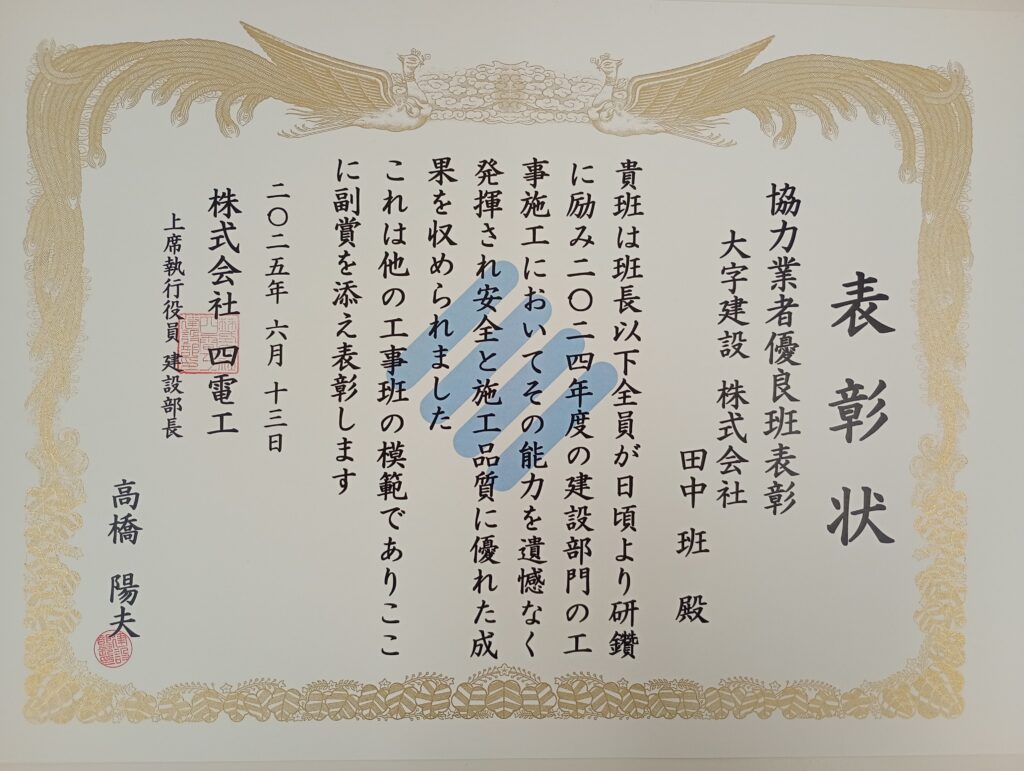 表彰状
協力業者優良班表彰
大字建設 株式会社
田中 班 殿
貴班は班長以下全員が日頃より研鑽
に励み二〇二四年度の建設部門の工
事施工においてその能力を遺憾なく
発揮され安全と施工品質に優れた成
果を収められました
これは他の工事班の模範でありここ
に副賞を添え表彰します
二〇二五年 六月 十三日
株式会社 四電工
上席執行役員 建設部長
高橋 陽夫